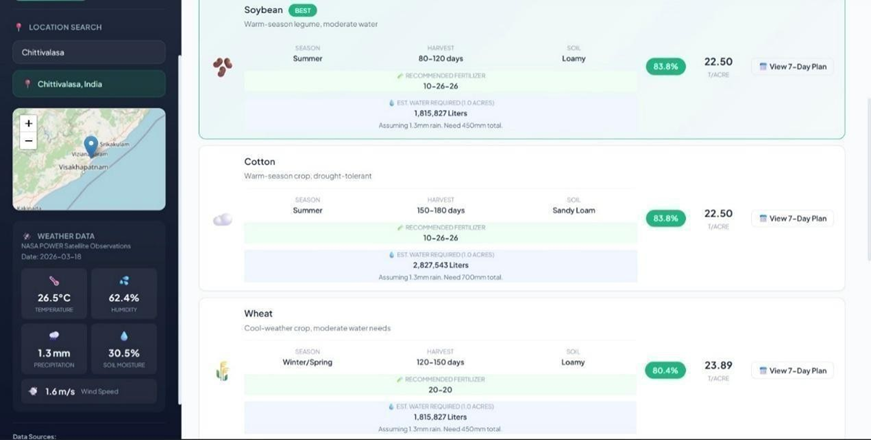 LOCATION SEARCH
Chittivalasa
Chittivalasa, India
+
−
Srikakulam
Visakhapatnam
WEATHER DATA
NASA POWER Satellite Observations
Date: 2026-03-18
26.5°C
TEMPERATURE
62.4%
HUMIDITY
1.3 mm
PRECIPITATION
30.5%
SOIL MOISTURE
1.6 m/s Wind Speed
Data Sources:
Soybean BEST
Warm-season legume, moderate water
SEASON
Summer
HARVEST
80-120 days
SOIL
Loamy
RECOMMENDED FERTILIZER
10-26-26
EST. WATER REQUIRED (1.0 ACRES)
1,815,827 Liters
Assuming 1.3mm rain. Need 450mm total.
83.8%
22.50
T/ACRE
View 7-Day Plan
Cotton
Warm-season crop, drought-tolerant
SEASON
Summer
HARVEST
150-180 days
SOIL
Sandy Loam
RECOMMENDED FERTILIZER
10-26-26
EST. WATER REQUIRED (1.0 ACRES)
2,827,543 Liters
Assuming 1.3mm rain. Need 700mm total.
83.8%
22.50
T/ACRE
View 7-Day Plan
Wheat
Cool-weather crop, moderate water needs
SEASON
Winter/Spring
HARVEST
120-150 days
SOIL
Loamy
RECOMMENDED FERTILIZER
20-20
EST. WATER REQUIRED (1.0 ACRES)
1,815,827 Liters
Assuming 1.3mm rain. Need 450mm total.
80.4%
23.89
T/ACRE
View 7-Day Plan